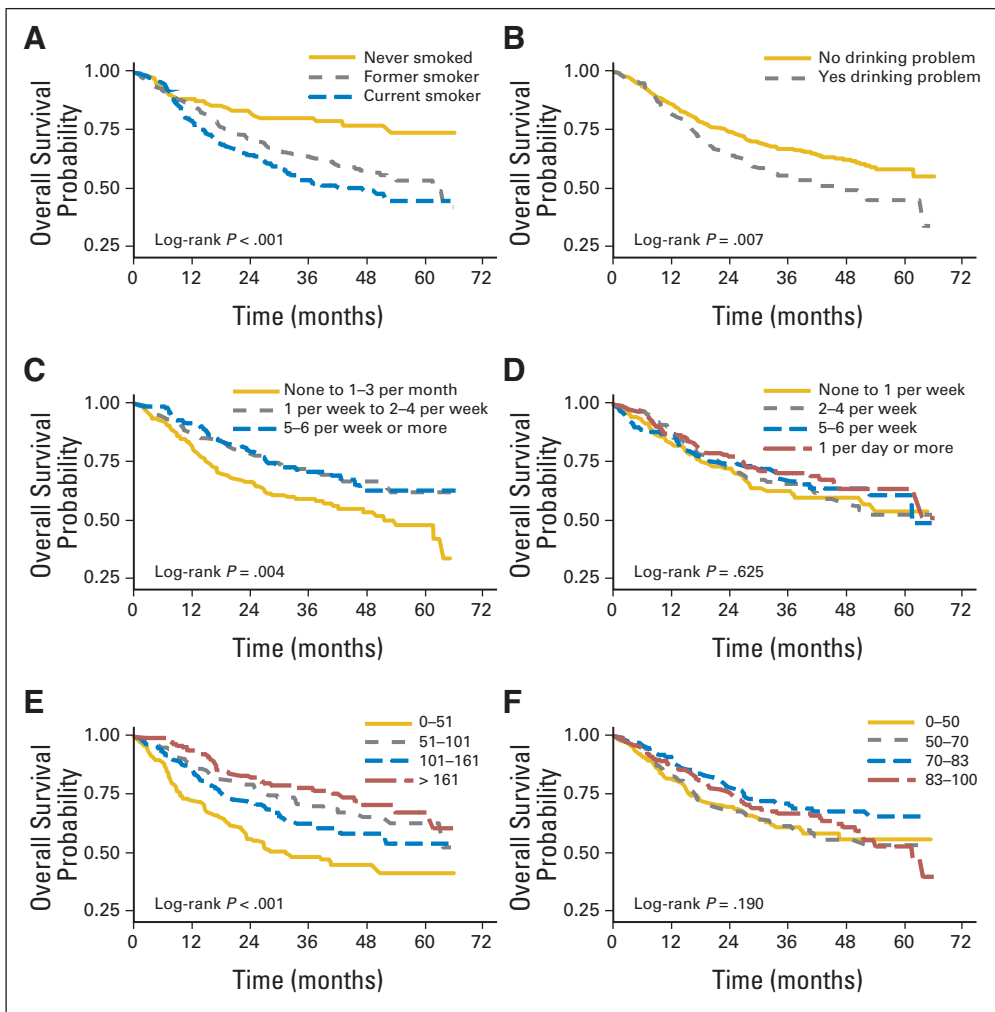 A
Never smoked
Former smoker
Current smoker
1.00
0.75
0.50
0.25
Overall Survival
Probability
Log-rank P < .001
0 12 24 36 48 60 72
Time (months)
B
No drinking problem
Yes drinking problem
1.00
0.75
0.50
0.25
Overall Survival
Probability
Log-rank P = .007
0 12 24 36 48 60 72
Time (months)
C
None to 1–3 per month
1 per week to 2–4 per week
5–6 per week or more
1.00
0.75
0.50
0.25
Overall Survival
Probability
Log-rank P = .004
0 12 24 36 48 60 72
Time (months)
D
None to 1 per week
2–4 per week
5–6 per week
1 per day or more
1.00
0.75
0.50
0.25
Overall Survival
Probability
Log-rank P = .625
0 12 24 36 48 60 72
Time (months)
E
0–51
51–101
101–161
> 161
1.00
0.75
0.50
0.25
Overall Survival
Probability
Log-rank P < .001
0 12 24 36 48 60 72
Time (months)
F
0–50
50–70
70–83
83–100
1.00
0.75
0.50
0.25
Overall Survival
Probability
Log-rank P = .190
0 12 24 36 48 60 72
Time (months)